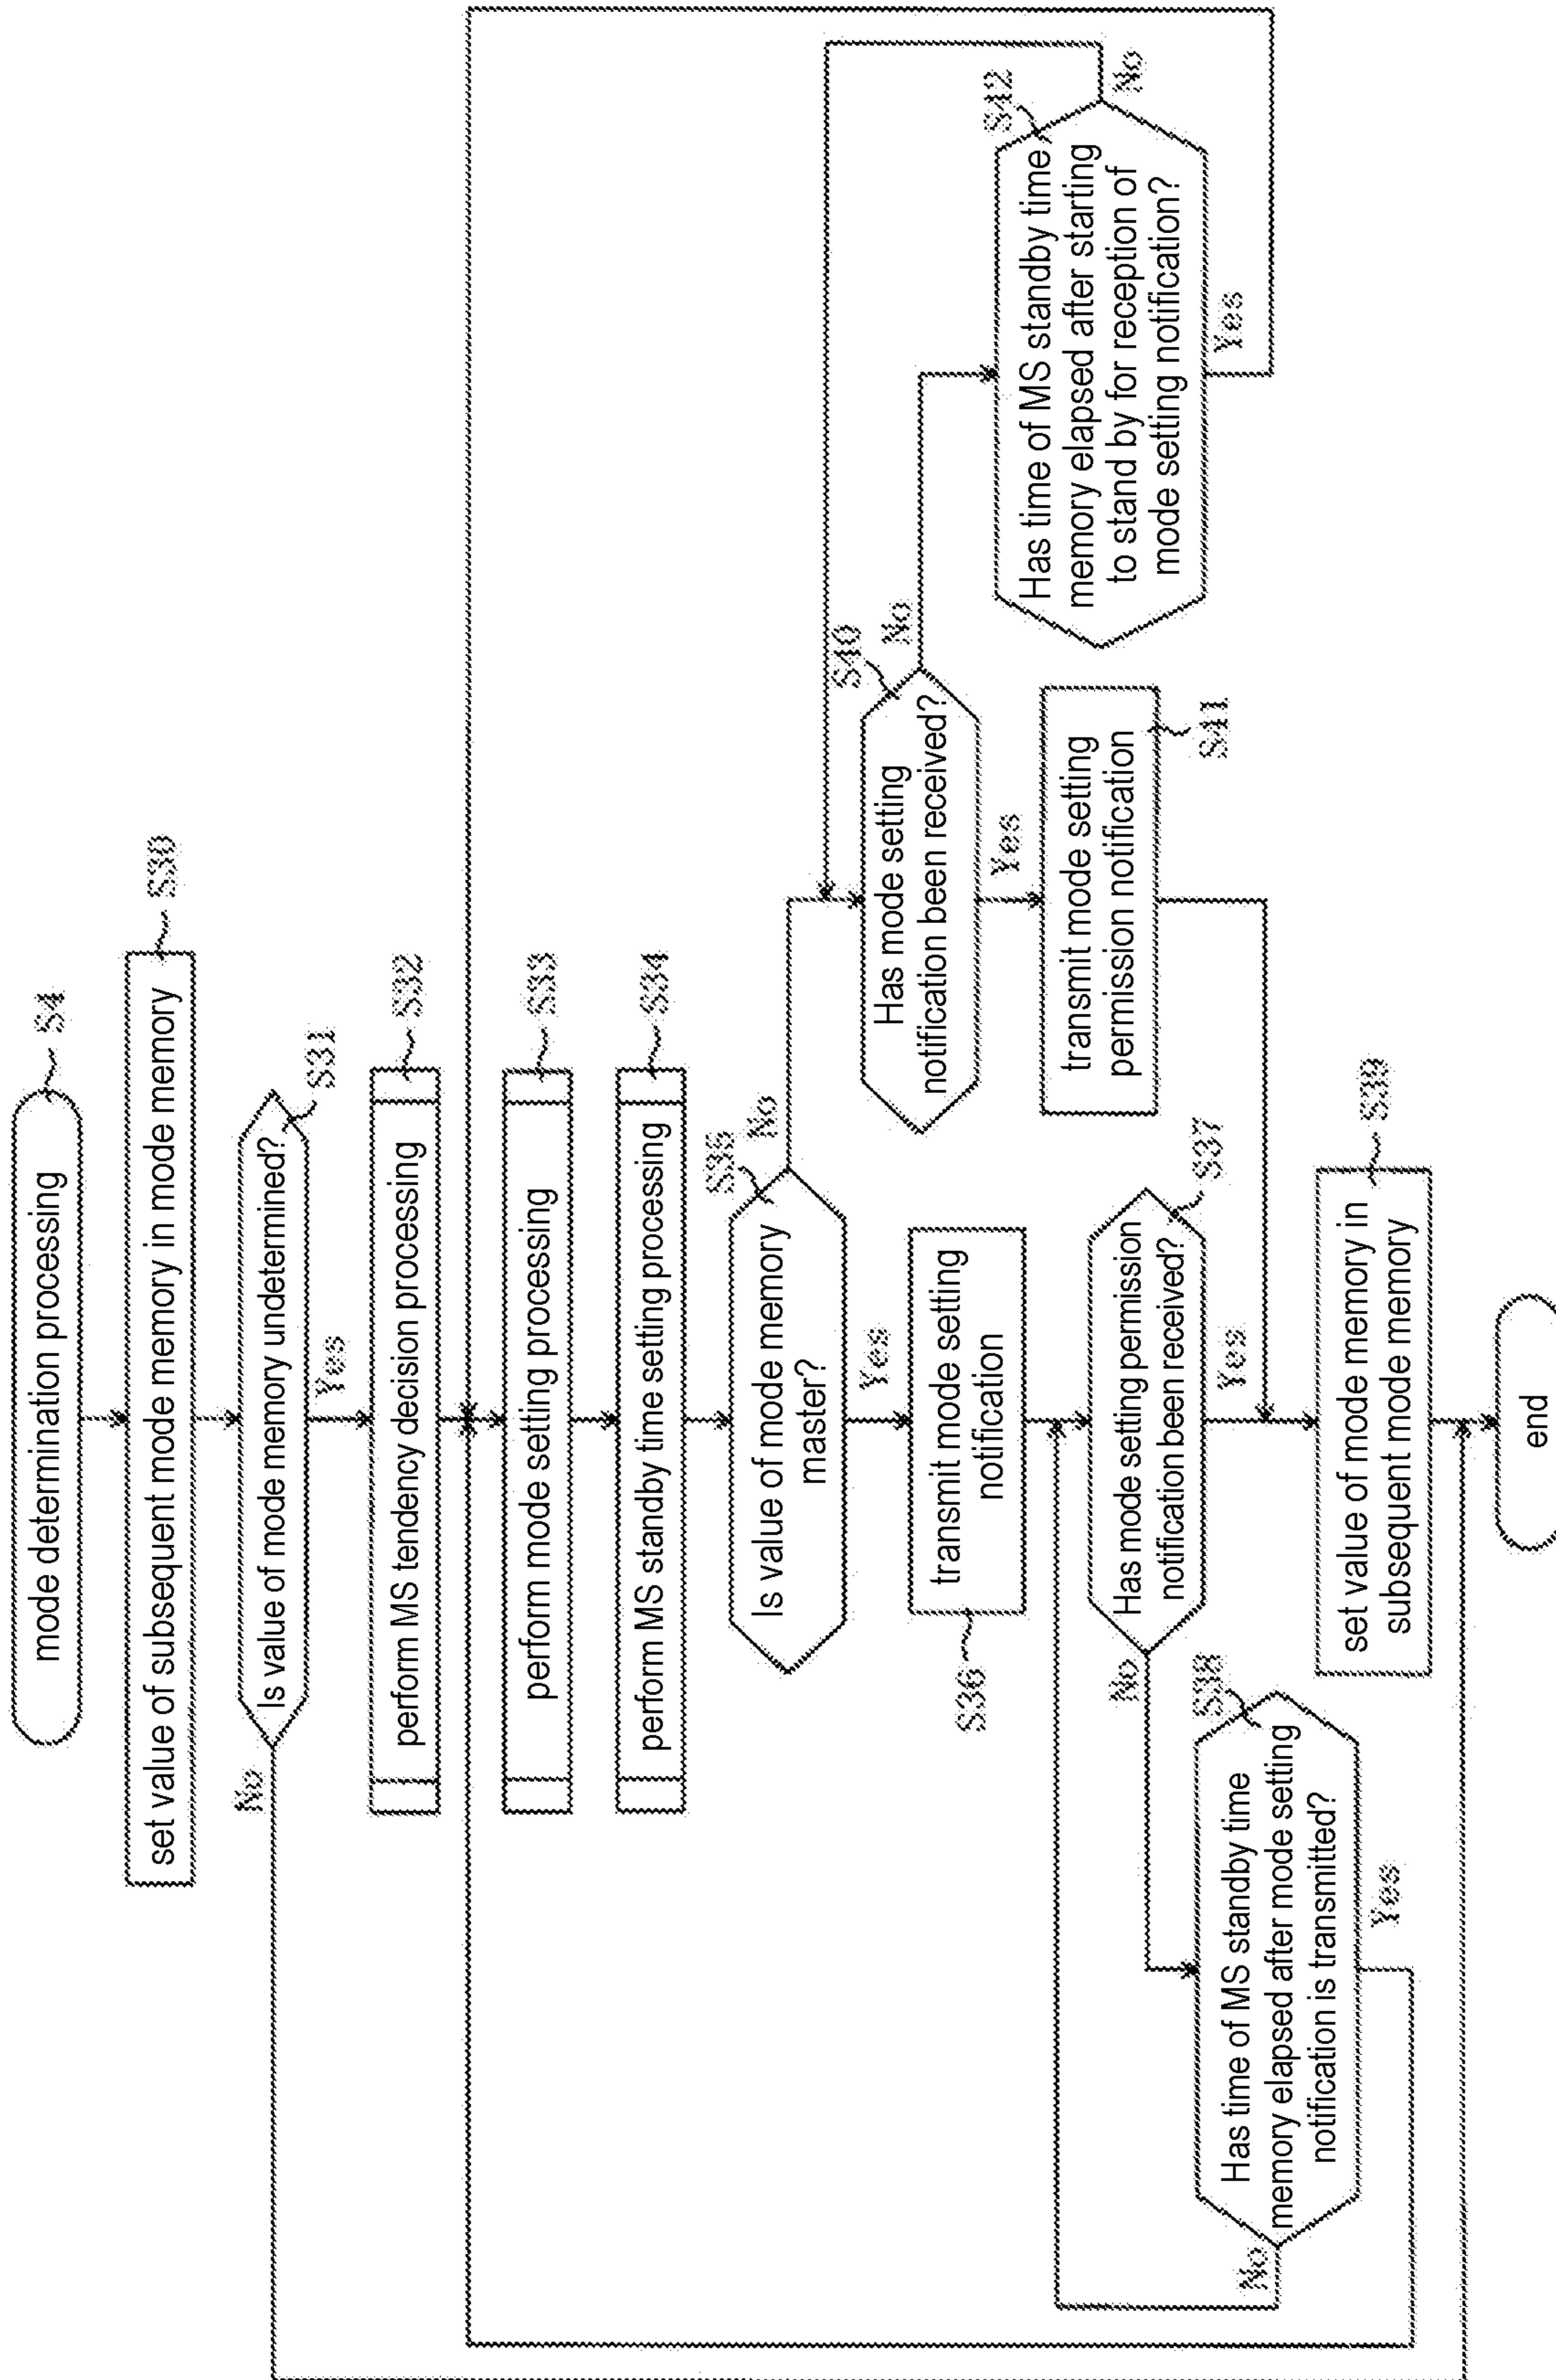 mode determination processing
S4
set value of subsequent mode memory in mode memory
S30
Is value of mode memory undetermined?
S31
No
Yes
perform MS tendency decision processing
S32
perform mode setting processing
S33
perform MS standby time setting processing
S34
Is value of mode memory
master?
S35
No
Yes
transmit mode setting
notification
S36
Has mode setting permission
notification been received?
S37
No
Yes
Has time of MS standby time
memory elapsed after mode setting
notification is transmitted?
S38
No
Yes
set value of mode memory in
subsequent mode memory
S39
Has mode setting
notification been received?
S40
No
Yes
transmit mode setting
permission notification
S41
Has time of MS standby time
memory elapsed after starting
to stand by for reception of
mode setting notification?
S42
No
Yes
end